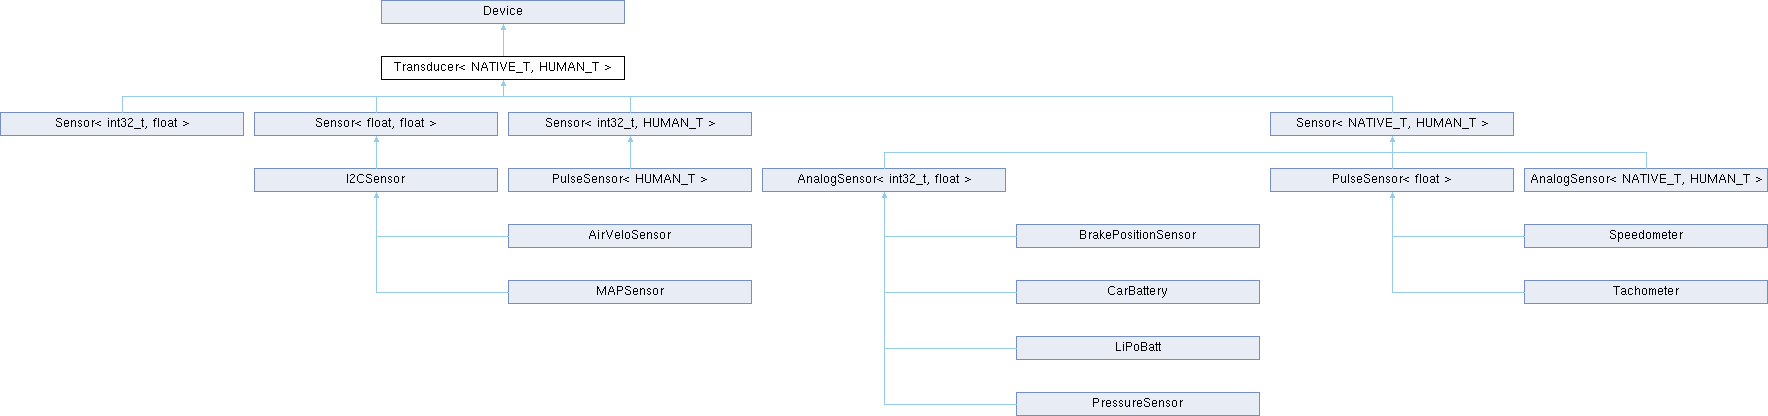 Device
Transducer< NATIVE_T, HUMAN_T >
Sensor< int32_t, float >
Sensor< float, float >
Sensor< int32_t, HUMAN_T >
Sensor< NATIVE_T, HUMAN_T >
I2CSensor
PulseSensor< HUMAN_T >
AnalogSensor< int32_t, float >
PulseSensor< float >
AnalogSensor< NATIVE_T, HUMAN_T >
AirVeloSensor
BrakePositionSensor
Speedometer
MAPSensor
CarBattery
Tachometer
LiPoBatt
PressureSensor